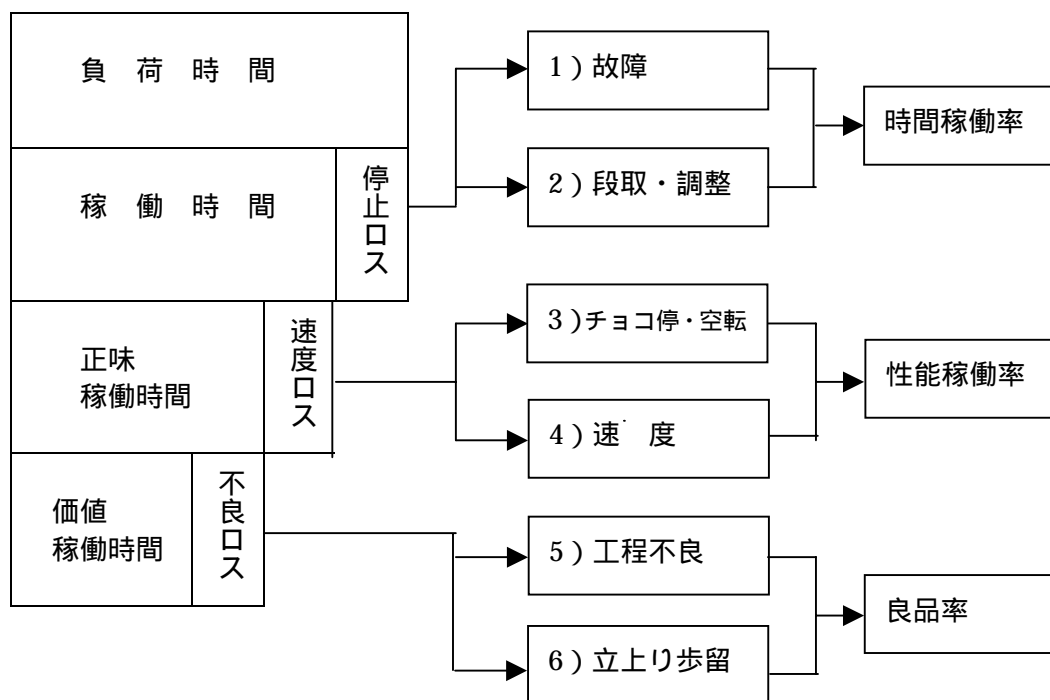 負荷時間
1）故障
時間稼働率
稼働時間
停止ロス
2）段取・調整
正味
稼働時間
速度ロス
3）チョコ停・空転
性能稼働率
4）速 度
価値
稼働時間
不良ロス
5）工程不良
良品率
6）立上り歩留